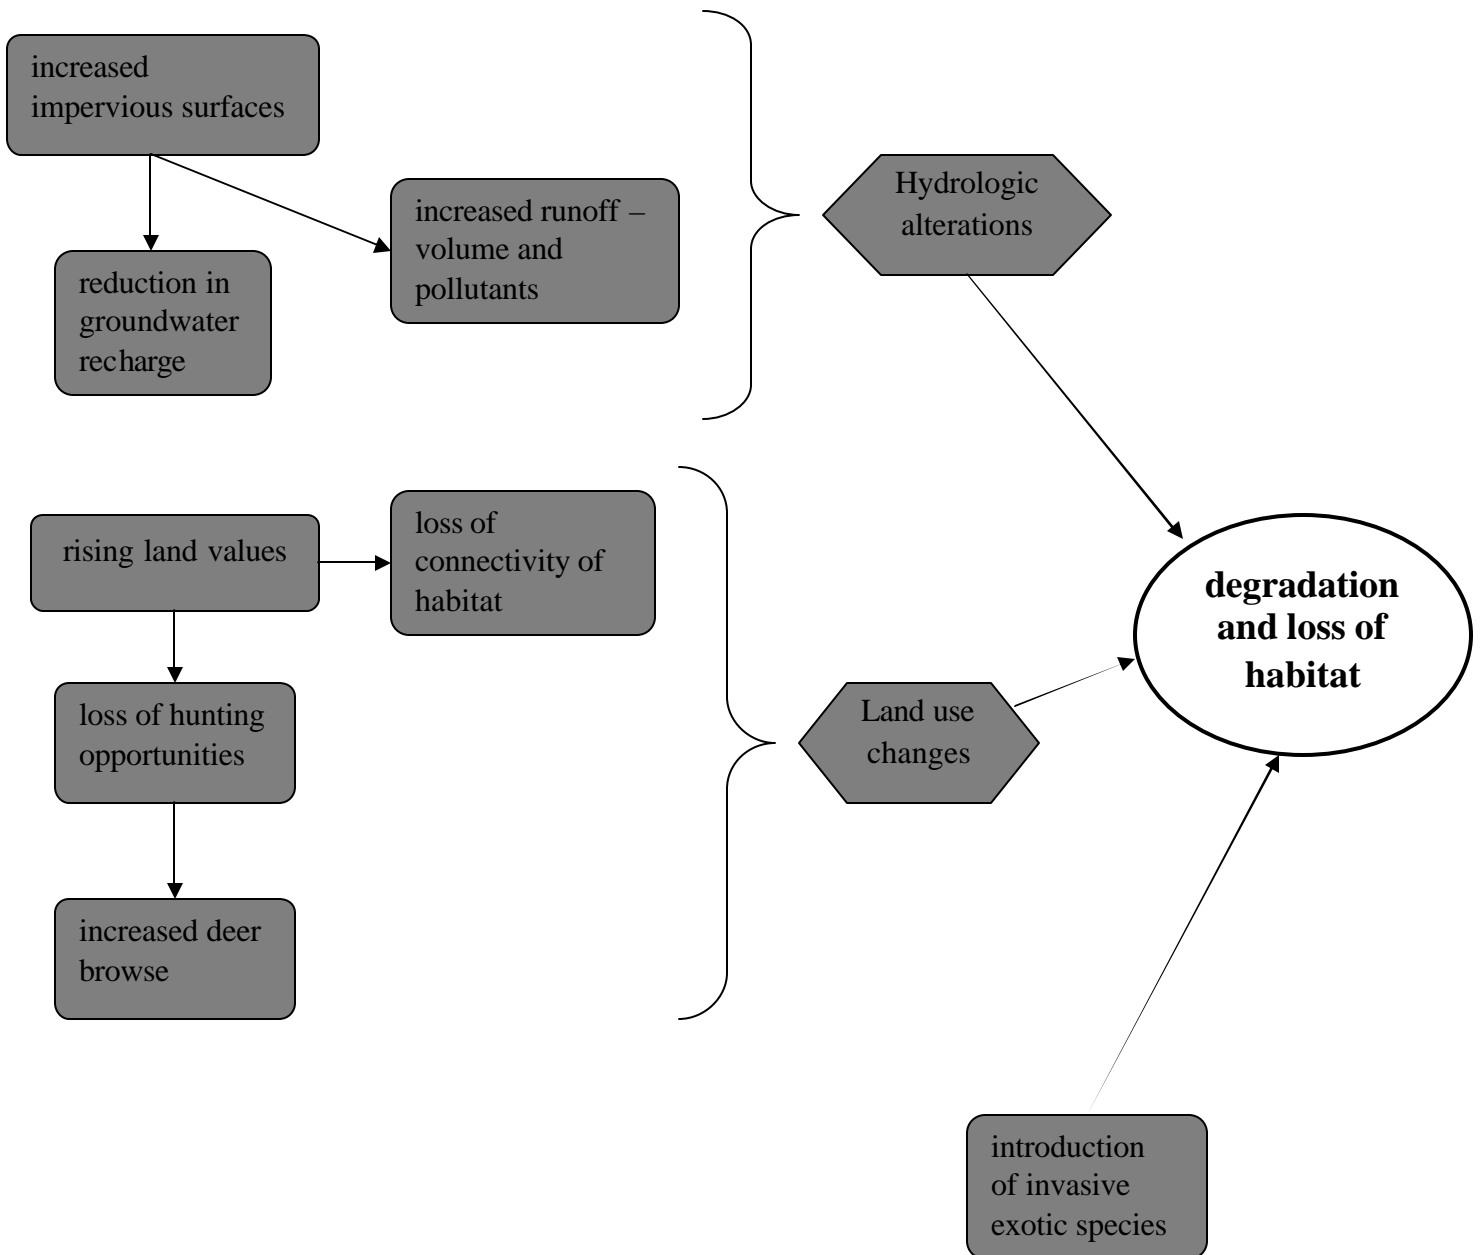 increased
impervious surfaces
Hydrologic
alterations
increased runoff –
volume and
pollutants
reduction in
groundwater
recharge
loss of
connectivity of
habitat
rising land values
degradation
and loss of
habitat
loss of hunting
opportunities
Land use
changes
increased deer
browse
introduction
of invasive
exotic species